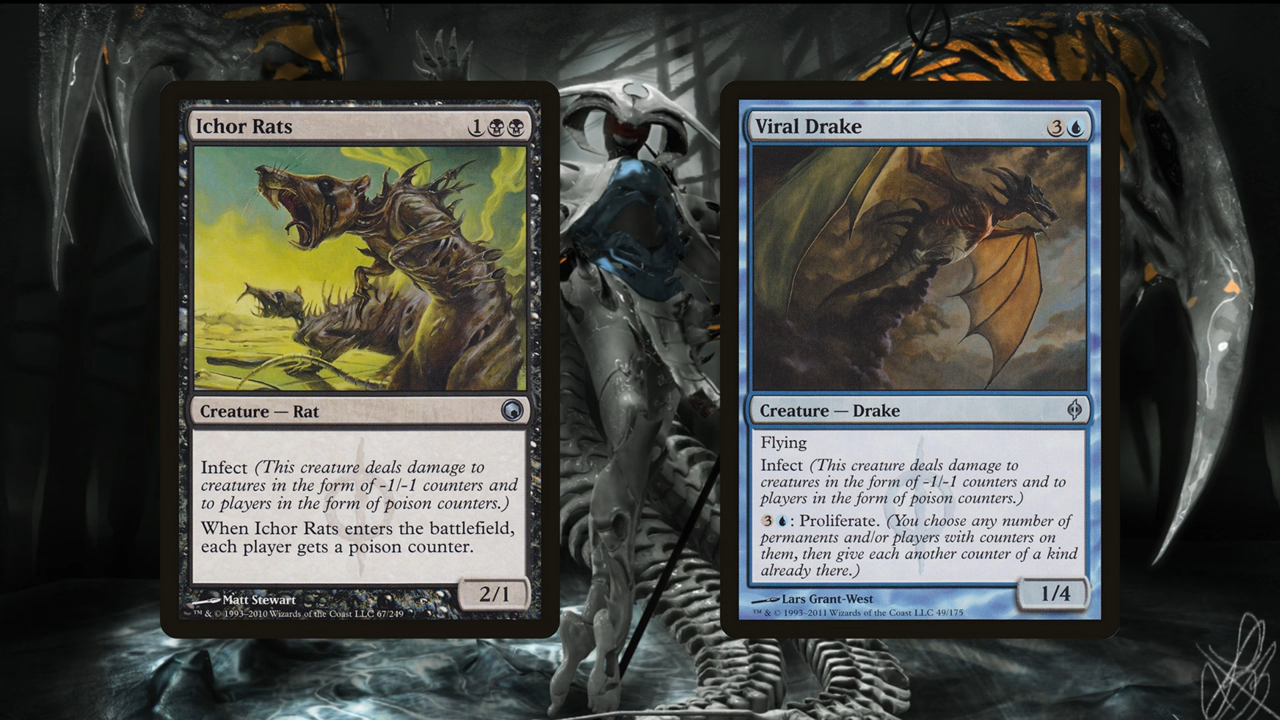 Ichor Rats
1
Creature — Rat
Infect (This creature deals damage to
creatures in the form of -1/-1 counters and
to players in the form of poison counters.)
When Ichor Rats enters the battlefield,
each player gets a poison counter.
2/1
Matt Stewart
™ & © 1993–2010 Wizards of the Coast LLC 67/249
Viral Drake
3
Creature — Drake
Flying
Infect (This creature deals damage to
creatures in the form of -1/-1 counters and to
players in the form of poison counters.)
3: Proliferate. (You choose any number of
permanents and/or players with counters on
them, then give each another counter of a kind
already there.)
1/4
Lars Grant-West
™ & © 1993–2011 Wizards of the Coast LLC 49/175